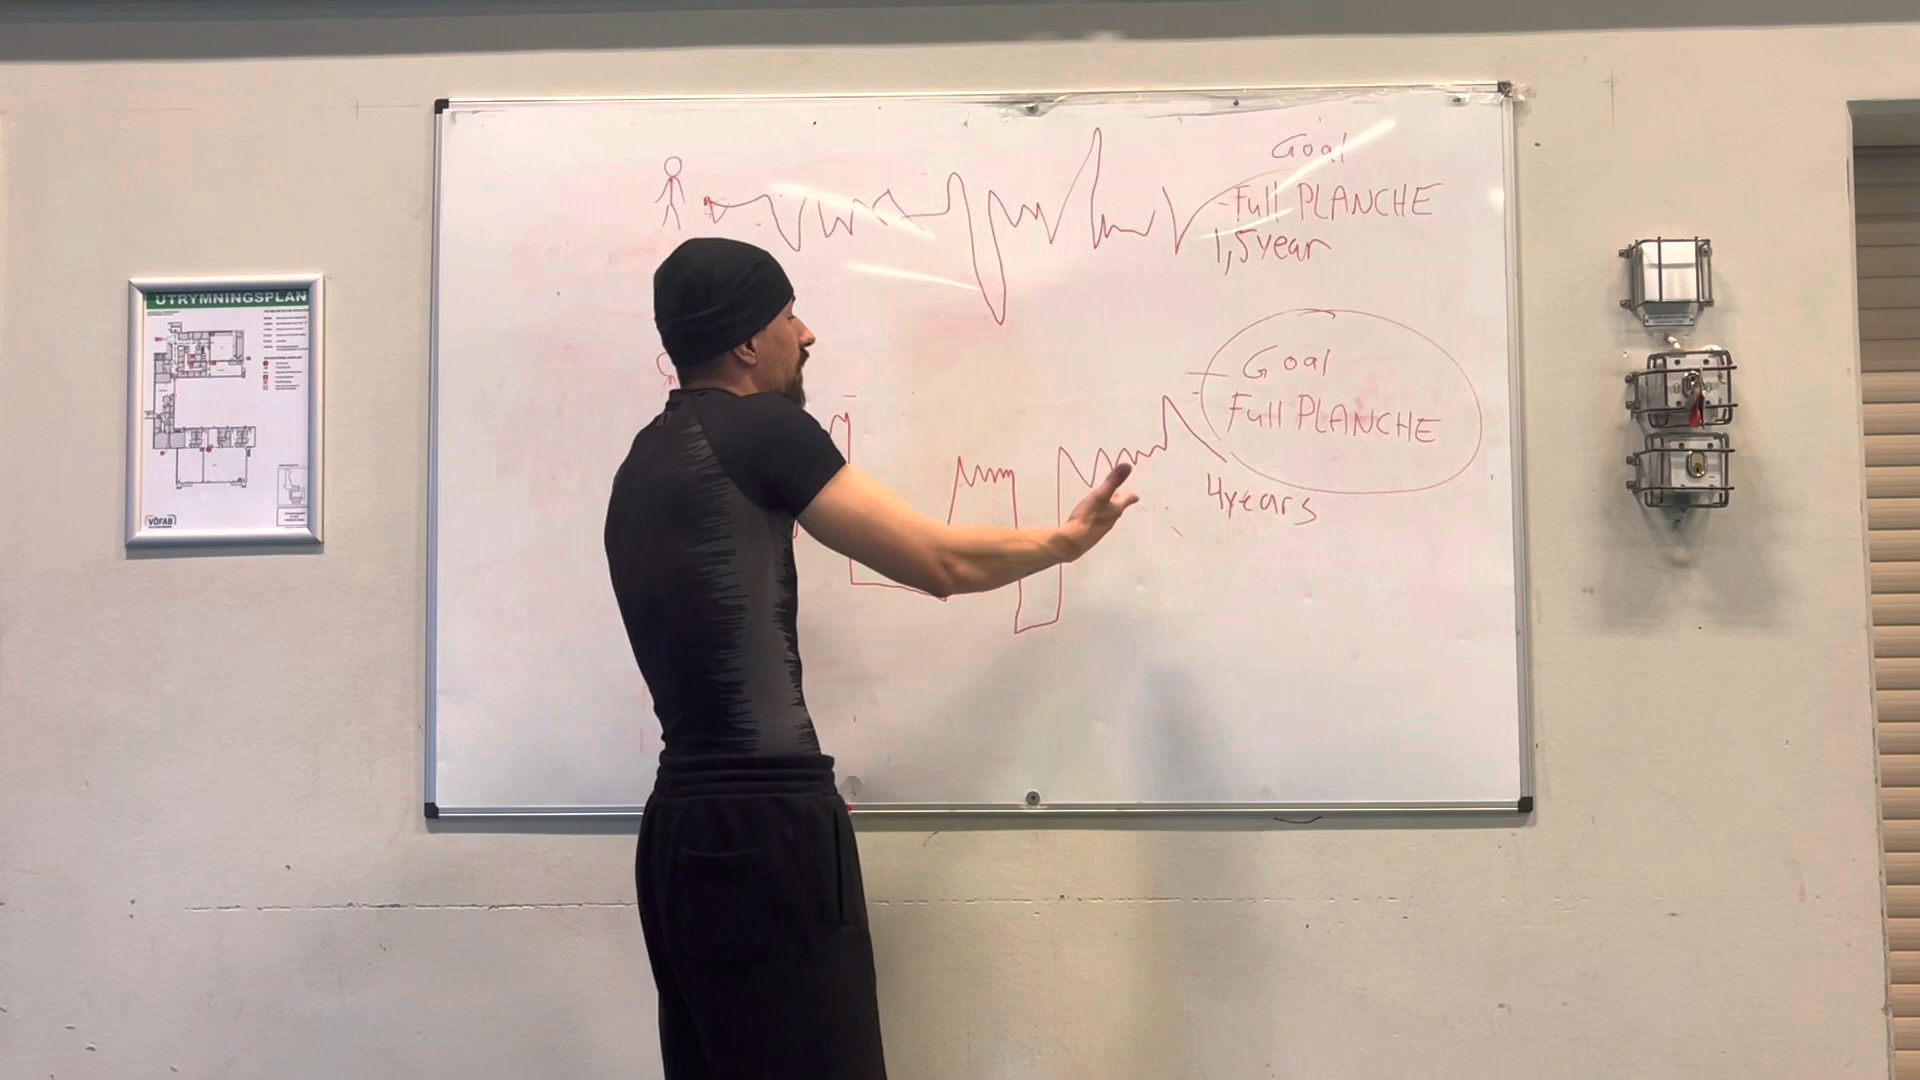 Goal
- Full PLANCHE
1,5year
Goal
Full PLANCHE
4years
UTRYMNINGSPLAN
VÖFAB